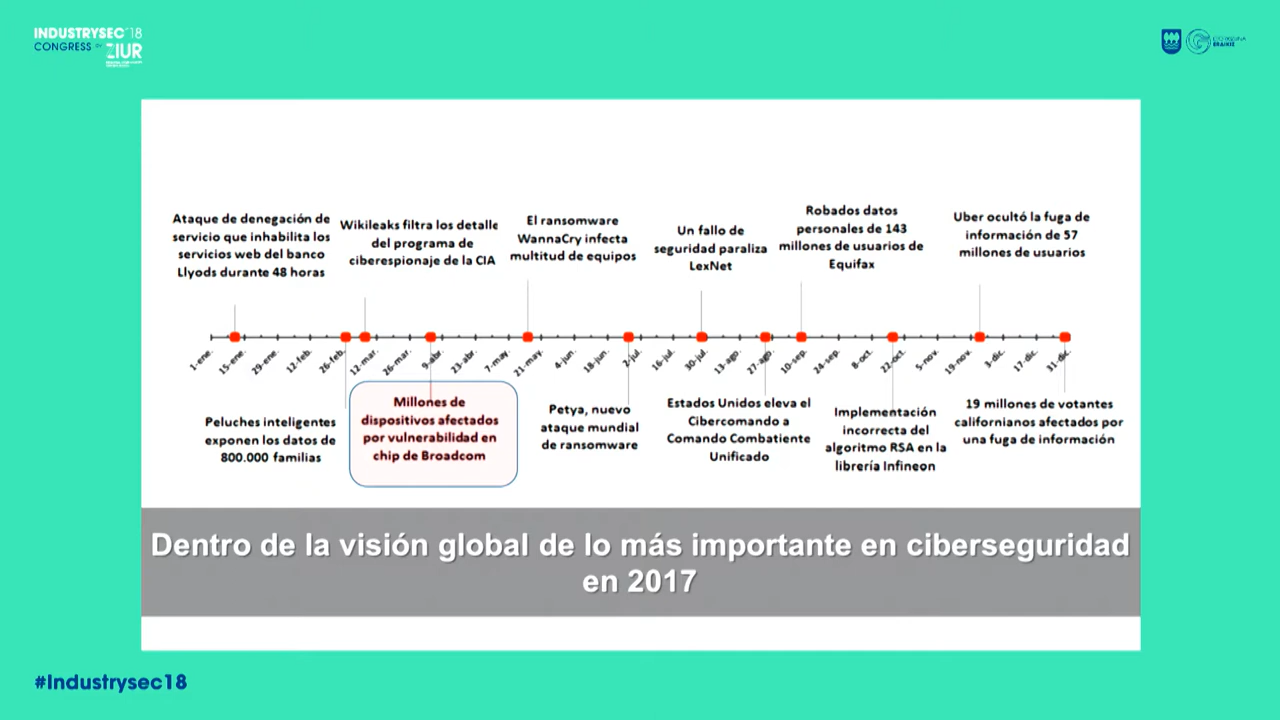 INDUSTRYSEC'18
CONGRESS BY ZIUR
Ataque de denegación de
servicio que inhabilita los
servicios web del banco
Llyods durante 48 horas
Wikileaks filtra los detalle
del programa de
ciberespionaje de la CIA
El ransomware
WannaCry infecta
multitud de equipos
Un fallo de
seguridad paraliza
LexNet
Robados datos
personales de 143
millones de usuarios de
Equifax
Uber ocultó la fuga de
información de 57
millones de usuarios
1-ene. 15-ene. 29-ene. 12-feb. 26-feb. 12-mar. 26-mar. 9-abr. 23-abr. 7-may. 21-may. 4-jun. 18-jun. 2-jul. 16-jul. 30-jul. 13-ago. 27-ago. 10-sep. 24-sep. 8-oct. 22-oct. 5-nov. 19-nov. 3-dic. 17-dic. 31-dic.
Peluches inteligentes
exponen los datos de
800.000 familias
Millones de
dispositivos afectados
por vulnerabilidad en
chip de Broadcom
Petya, nuevo
ataque mundial
de ransomware
Estados Unidos eleva el
Cibercomando a
Comando Combatiente
Unificado
Implementación
incorrecta del
algoritmo RSA en la
librería Infineon
19 millones de votantes
californianos afectados por
una fuga de información
Dentro de la visión global de lo más importante en ciberseguridad
en 2017
#Industrysec18